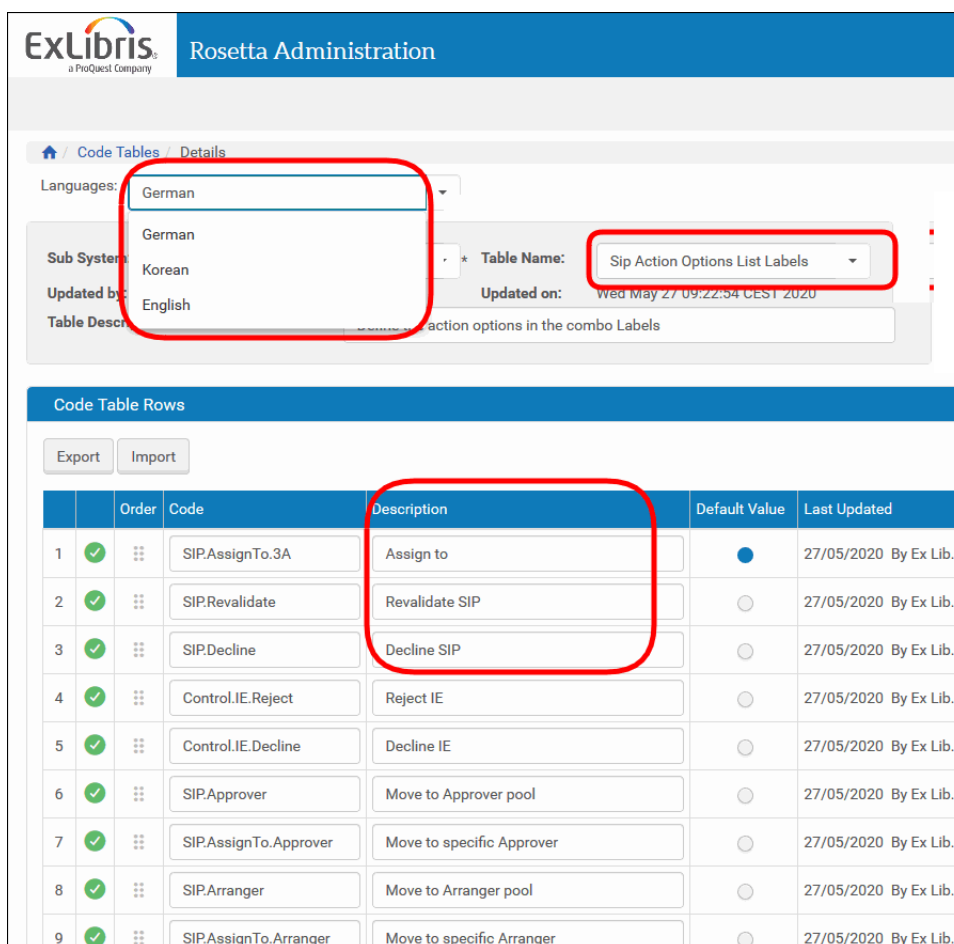 ExLibris®
a ProQuest Company
Rosetta Administration
/ Code Tables / Details
Languages: German
German
Korean
English
Sub System * Table Name: Sip Action Options List Labels
Updated by: Updated on: Wed May 27 09:22:54 CEST 2020
Table action options in the combo Labels
Code Table Rows
Export Import
Order Code Description Default Value Last Updated
1 SIP.AssignTo.3A Assign to 27/05/2020 By Ex Lib.
2 SIP.Revalidate Revalidate SIP 27/05/2020 By Ex Lib.
3 SIP.Decline Decline SIP 27/05/2020 By Ex Lib.
4 Control.IE.Reject Reject IE 27/05/2020 By Ex Lib.
5 Control.IE.Decline Decline IE 27/05/2020 By Ex Lib.
6 SIP.Approver Move to Approver pool 27/05/2020 By Ex Lib.
7 SIP.AssignTo.Approver Move to specific Approver 27/05/2020 By Ex Lib.
8 SIP.Arranger Move to Arranger pool 27/05/2020 By Ex Lib.
9 SIP.AssignTo.Arranger Move to specific Arranger 27/05/2020 By Ex Lib.